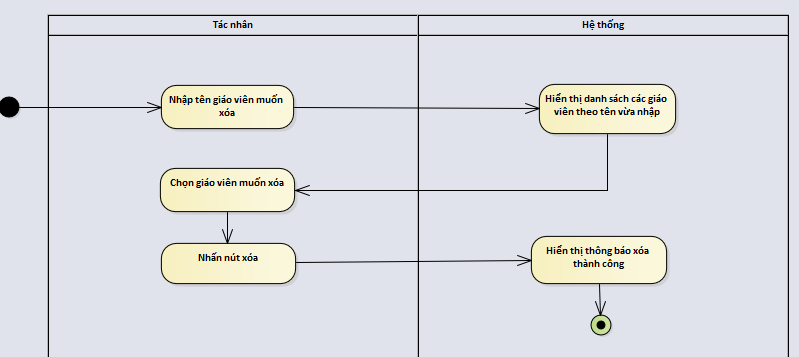 Tác nhân
Hệ thống
Nhập tên giáo viên muốn
xóa
Hiển thị danh sách các giáo
viên theo tên vừa nhập
Chọn giáo viên muốn xóa
Nhấn nút xóa
Hiển thị thông báo xóa
thành công